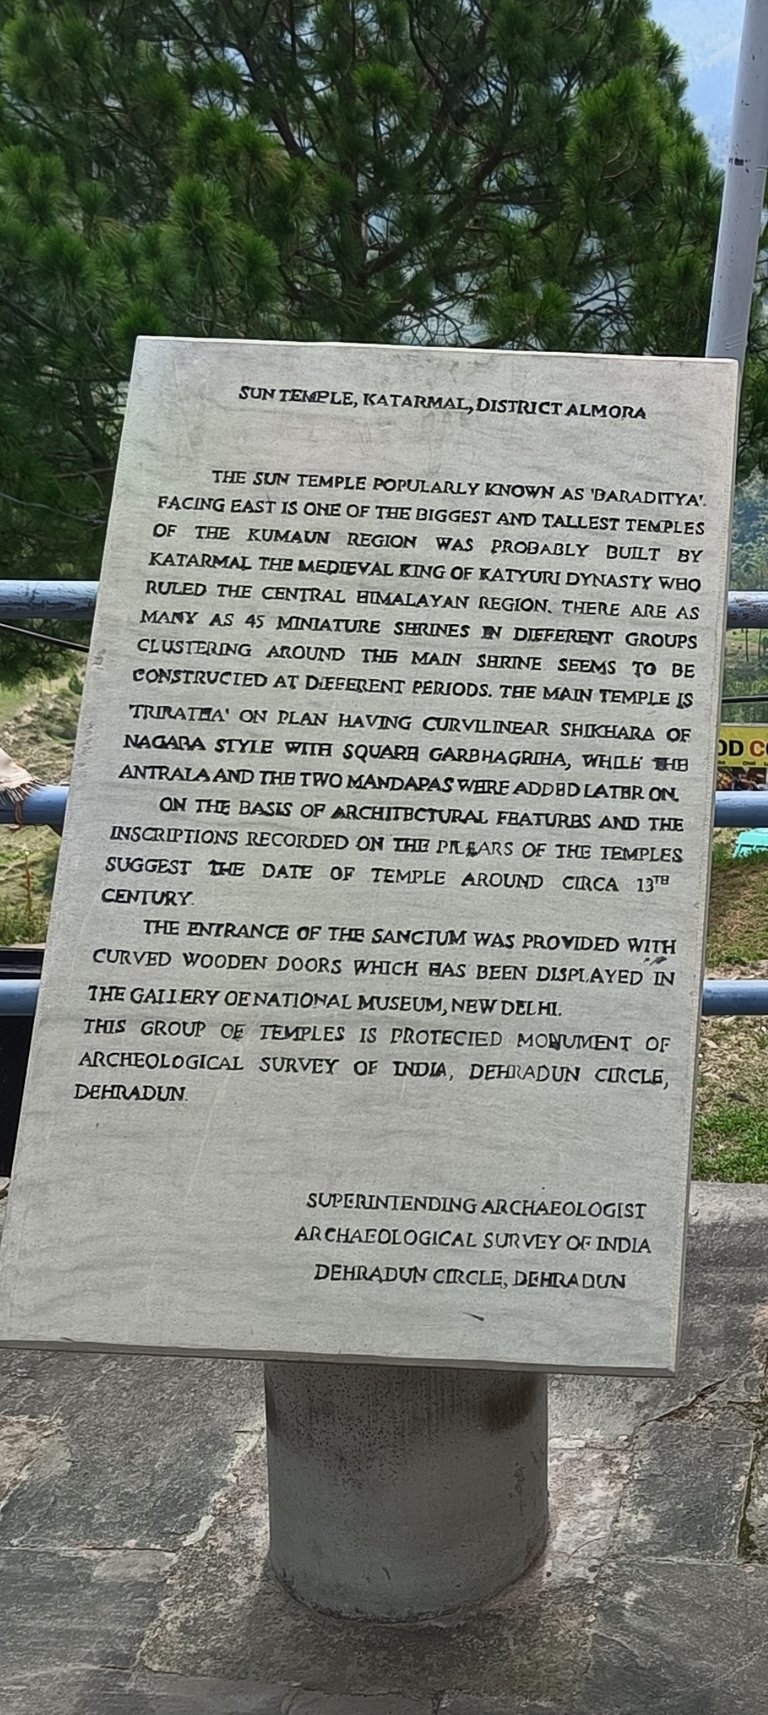 SUN TEMPLE, KATARMAL, DISTRICT ALMORA
THE SUN TEMPLE POPULARLY KNOWN AS 'BARADITYA'.
FACING EAST IS ONE OF THE BIGGEST AND TALLEST TEMPLES
OF THE KUMAUN REGION WAS PROBABLY BUILT BY
KATARMAL THE MEDIEVAL KING OF KATYURI DYNASTY WHO
RULED THE CENTRAL HIMALAYAN REGION. THERE ARE AS
MANY AS 45 MINIATURE SHRINES IN DIFFERENT GROUPS
CLUSTERING AROUND THE MAIN SHRINE SEEMS TO BE
CONSTRUCTED AT DIFFERENT PERIODS. THE MAIN TEMPLE IS
'TRIRATHA' ON PLAN HAVING CURVILINEAR SHIKHARA OF
NAGARA STYLE WITH SQUARE GARBHAGRIHA, WHILE THE
ANTRALA AND THE TWO MANDAPAS WERE ADDED LATER ON.
ON THE BASIS OF ARCHITECTURAL FEATURES AND THE
INSCRIPTIONS RECORDED ON THE PILLARS OF THE TEMPLES
SUGGEST THE DATE OF TEMPLE AROUND CIRCA 13TH
CENTURY.
THE ENTRANCE OF THE SANCTUM WAS PROVIDED WITH
CURVED WOODEN DOORS WHICH HAS BEEN DISPLAYED IN
THE GALLERY OF NATIONAL MUSEUM, NEW DELHI.
THIS GROUP OF TEMPLES IS PROTECTED MONUMENT OF
ARCHEOLOGICAL SURVEY OF INDIA, DEHRADUN CIRCLE,
DEHRADUN.
SUPERINTENDING ARCHAEOLOGIST
ARCHAEOLOGICAL SURVEY OF INDIA
DEHRADUN CIRCLE, DEHRADUN